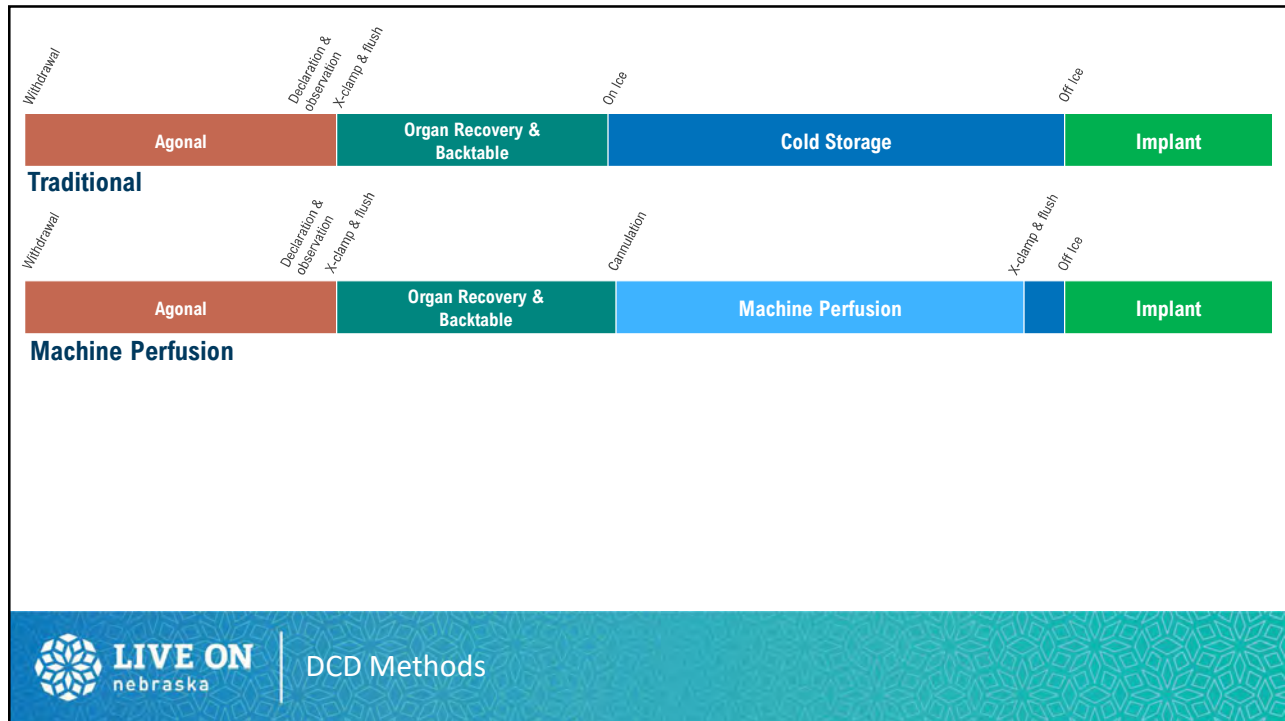 Withdrawal
Declaration &
observation
X-clamp & flush
On Ice
Off Ice
Agonal
Organ Recovery &
Backtable
Cold Storage
Implant
Traditional
Withdrawal
Declaration &
observation
X-clamp & flush
Cannulation
X-clamp & flush
Off Ice
Agonal
Organ Recovery &
Backtable
Machine Perfusion
Implant
Machine Perfusion
LIVE ON
nebraska
DCD Methods